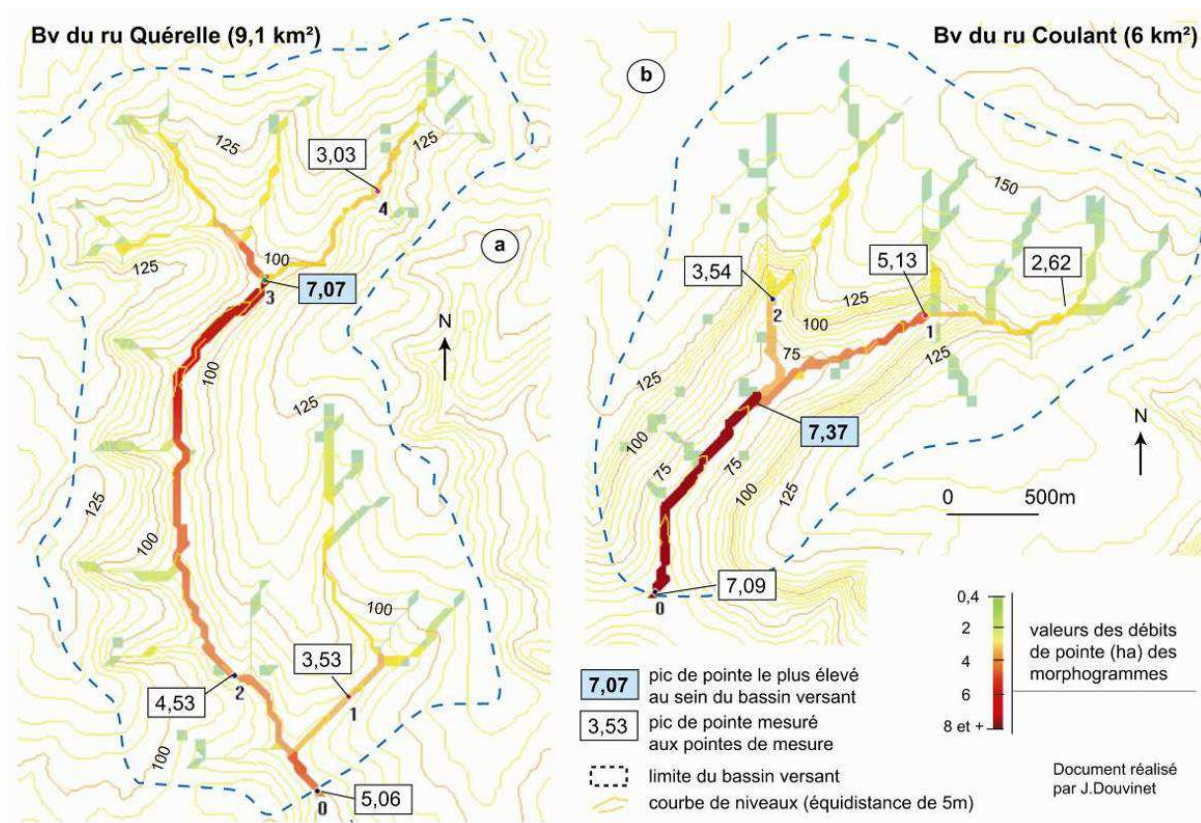 Bv du ru Quérelle (9,1 km²)
125
3,03
125
4
125
100
3
7,07
a
N
100
125
125
100
100
3,53
4,53
2
1
100
5,06
0
Bv du ru Coulant (6 km²)
b
150
3,54
5,13
2,62
125
2
100
1
75
125
125
7,37
100
75
75
100
125
N
0 500m
7,09
0
7,07 pic de pointe le plus élevé
au sein du bassin versant
3,53 pic de pointe mesuré
aux pointes de mesure
limite du bassin versant
courbe de niveaux (équidistance de 5m)
0,4
2
4
6
8 et +
valeurs des débits
de pointe (ha) des
morphogrammes
Document réalisé
par J.Douvinet